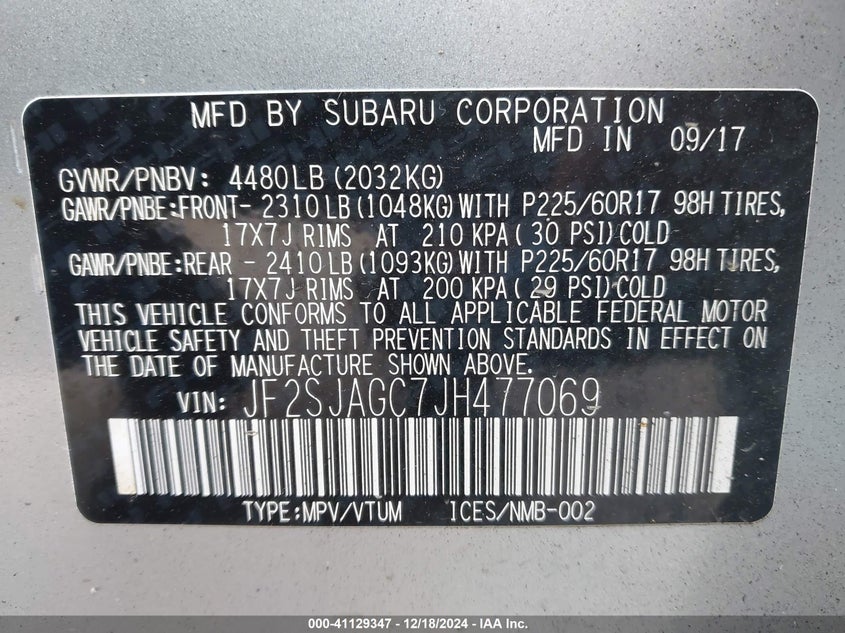 MFD BY SUBARU CORPORATION
MFD IN 09/17
GVWR/PNBV: 4480LB (2032KG)
GAWR/PNBE:FRONT- 2310LB (1048KG) WITH P225/60R17 98H TIRES,
17X7J RIMS AT 210 KPA( 30 PSI) COLD
GAWR/PNBE:REAR - 2410LB (1093KG) WITH P225/60R17 98H TIRES,
17X7J RIMS AT 200 KPA (29 PSI) COLD
THIS VEHICLE CONFORMS TO ALL APPLICABLE FEDERAL MOTOR
VEHICLE SAFETY AND THEFT PREVENTION STANDARDS IN EFFECT ON
THE DATE OF MANUFACTURE SHOWN ABOVE.
VIN: JF2SJAGC7JH477069
TYPE:MPV/VTUM ICES/NMB-002
000-41129347 / 12/18/2024 - IAA Inc.